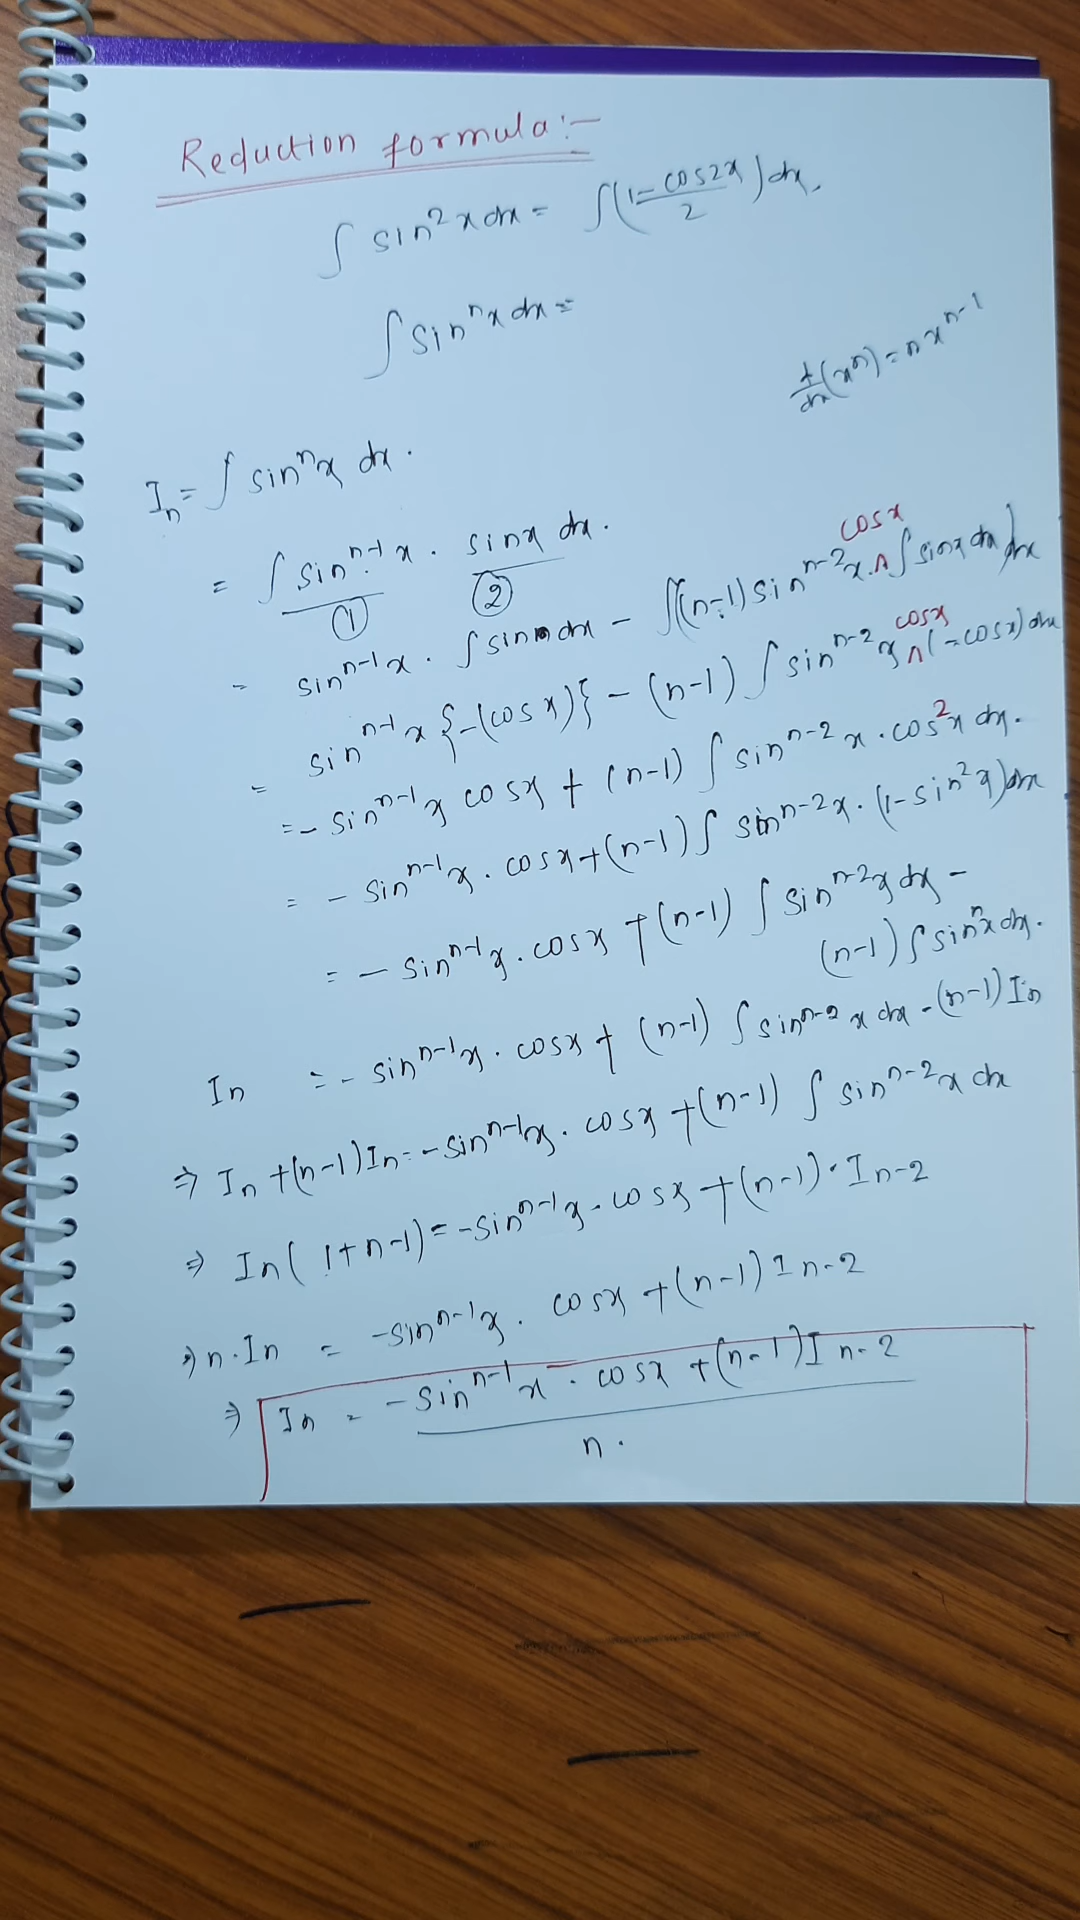 Reduction formula:-
∫ sin²x dx = ∫(1-cos2x / 2) dx.
∫ sinⁿx dx =
d/dx (xⁿ) = n xⁿ⁻¹
Iₙ = ∫ sinⁿx dx.
= ∫ sinⁿ⁻¹x . sinx dx.
① ②
cosx
= sinⁿ⁻¹x . ∫ sinx dx - ∫((n-1) sinⁿ⁻²x.^ ∫ sinx dx) dx
cosx
= sinⁿ⁻¹x {-(cosx)} - (n-1) ∫ sinⁿ⁻²x ^(-cosx) dx
= - sinⁿ⁻¹x cosx + (n-1) ∫ sinⁿ⁻²x . cos²x dx.
= - sinⁿ⁻¹x . cosx + (n-1) ∫ sinⁿ⁻²x . (1-sin²x) dx
= - sinⁿ⁻¹x . cosx + (n-1) ∫ sinⁿ⁻²x dx -
(n-1) ∫ sinⁿx dx.
In = - sinⁿ⁻¹x . cosx + (n-1) ∫ sinⁿ⁻²x dx - (n-1) In
⇒ In + (n-1) In = - sinⁿ⁻¹x . cosx + (n-1) ∫ sinⁿ⁻²x dx
⇒ In (1+n-1) = - sinⁿ⁻¹x . cosx + (n-1) . In-2
⇒ n.In = - sinⁿ⁻¹x . cosx + (n-1) In-2
⇒ In = - sinⁿ⁻¹x . cosx + (n-1) In-2
n.